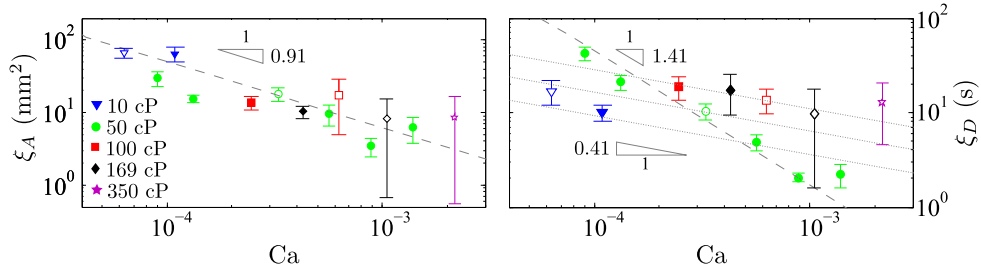 ξ_A (mm²)
10²
10¹
10⁰
1
0.91
10 cP
50 cP
100 cP
169 cP
350 cP
10⁻⁴
10⁻³
Ca
1
1.41
0.41
1
10⁻⁴
10⁻³
Ca
10²
10¹
10⁰
ξ_D (s)